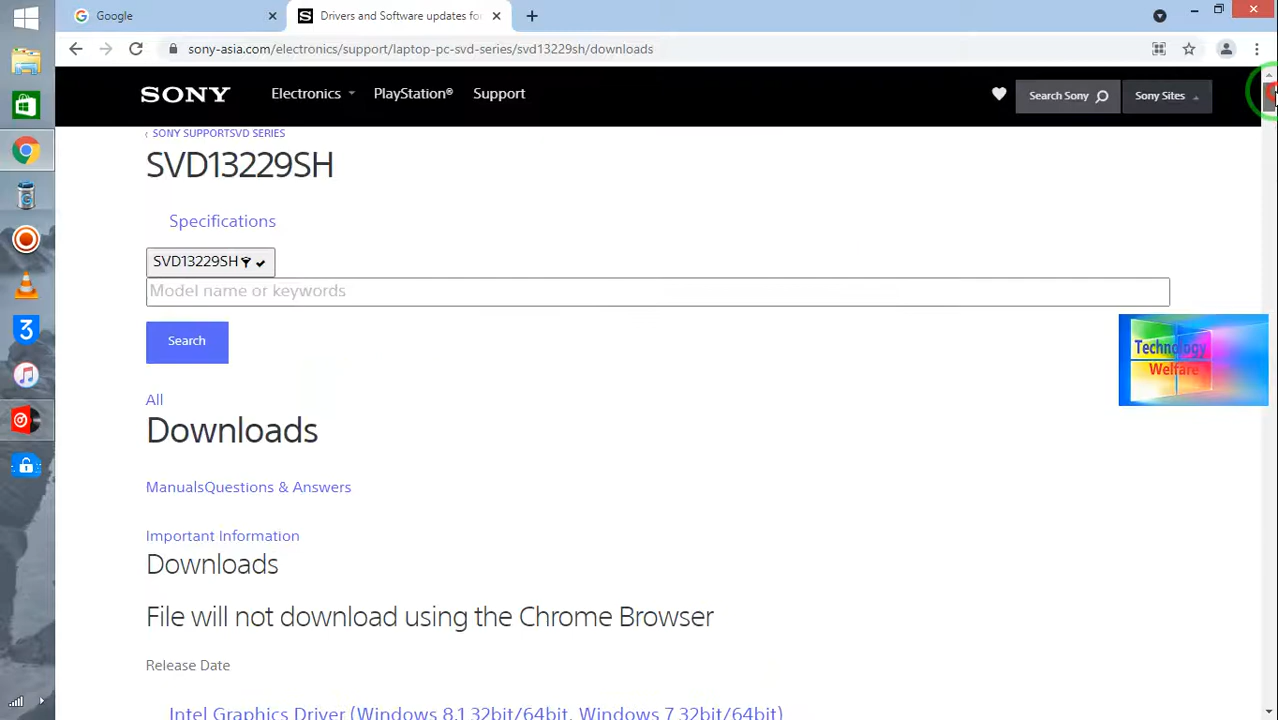 Google
Drivers and Software updates for
sony-asia.com/electronics/support/laptop-pc-svd-series/svd13229sh/downloads
SONY
Electronics
PlayStation®
Support
Search Sony
Sony Sites
SONY SUPPORTSVD SERIES
SVD13229SH
Specifications
SVD13229SH
Model name or keywords
Search
Technology
Welfare
All
Downloads
ManualsQuestions & Answers
Important Information
Downloads
File will not download using the Chrome Browser
Release Date
Intel Graphics Driver (Windows 8.1 32bit/64bit, Windows 7 32bit/64bit)